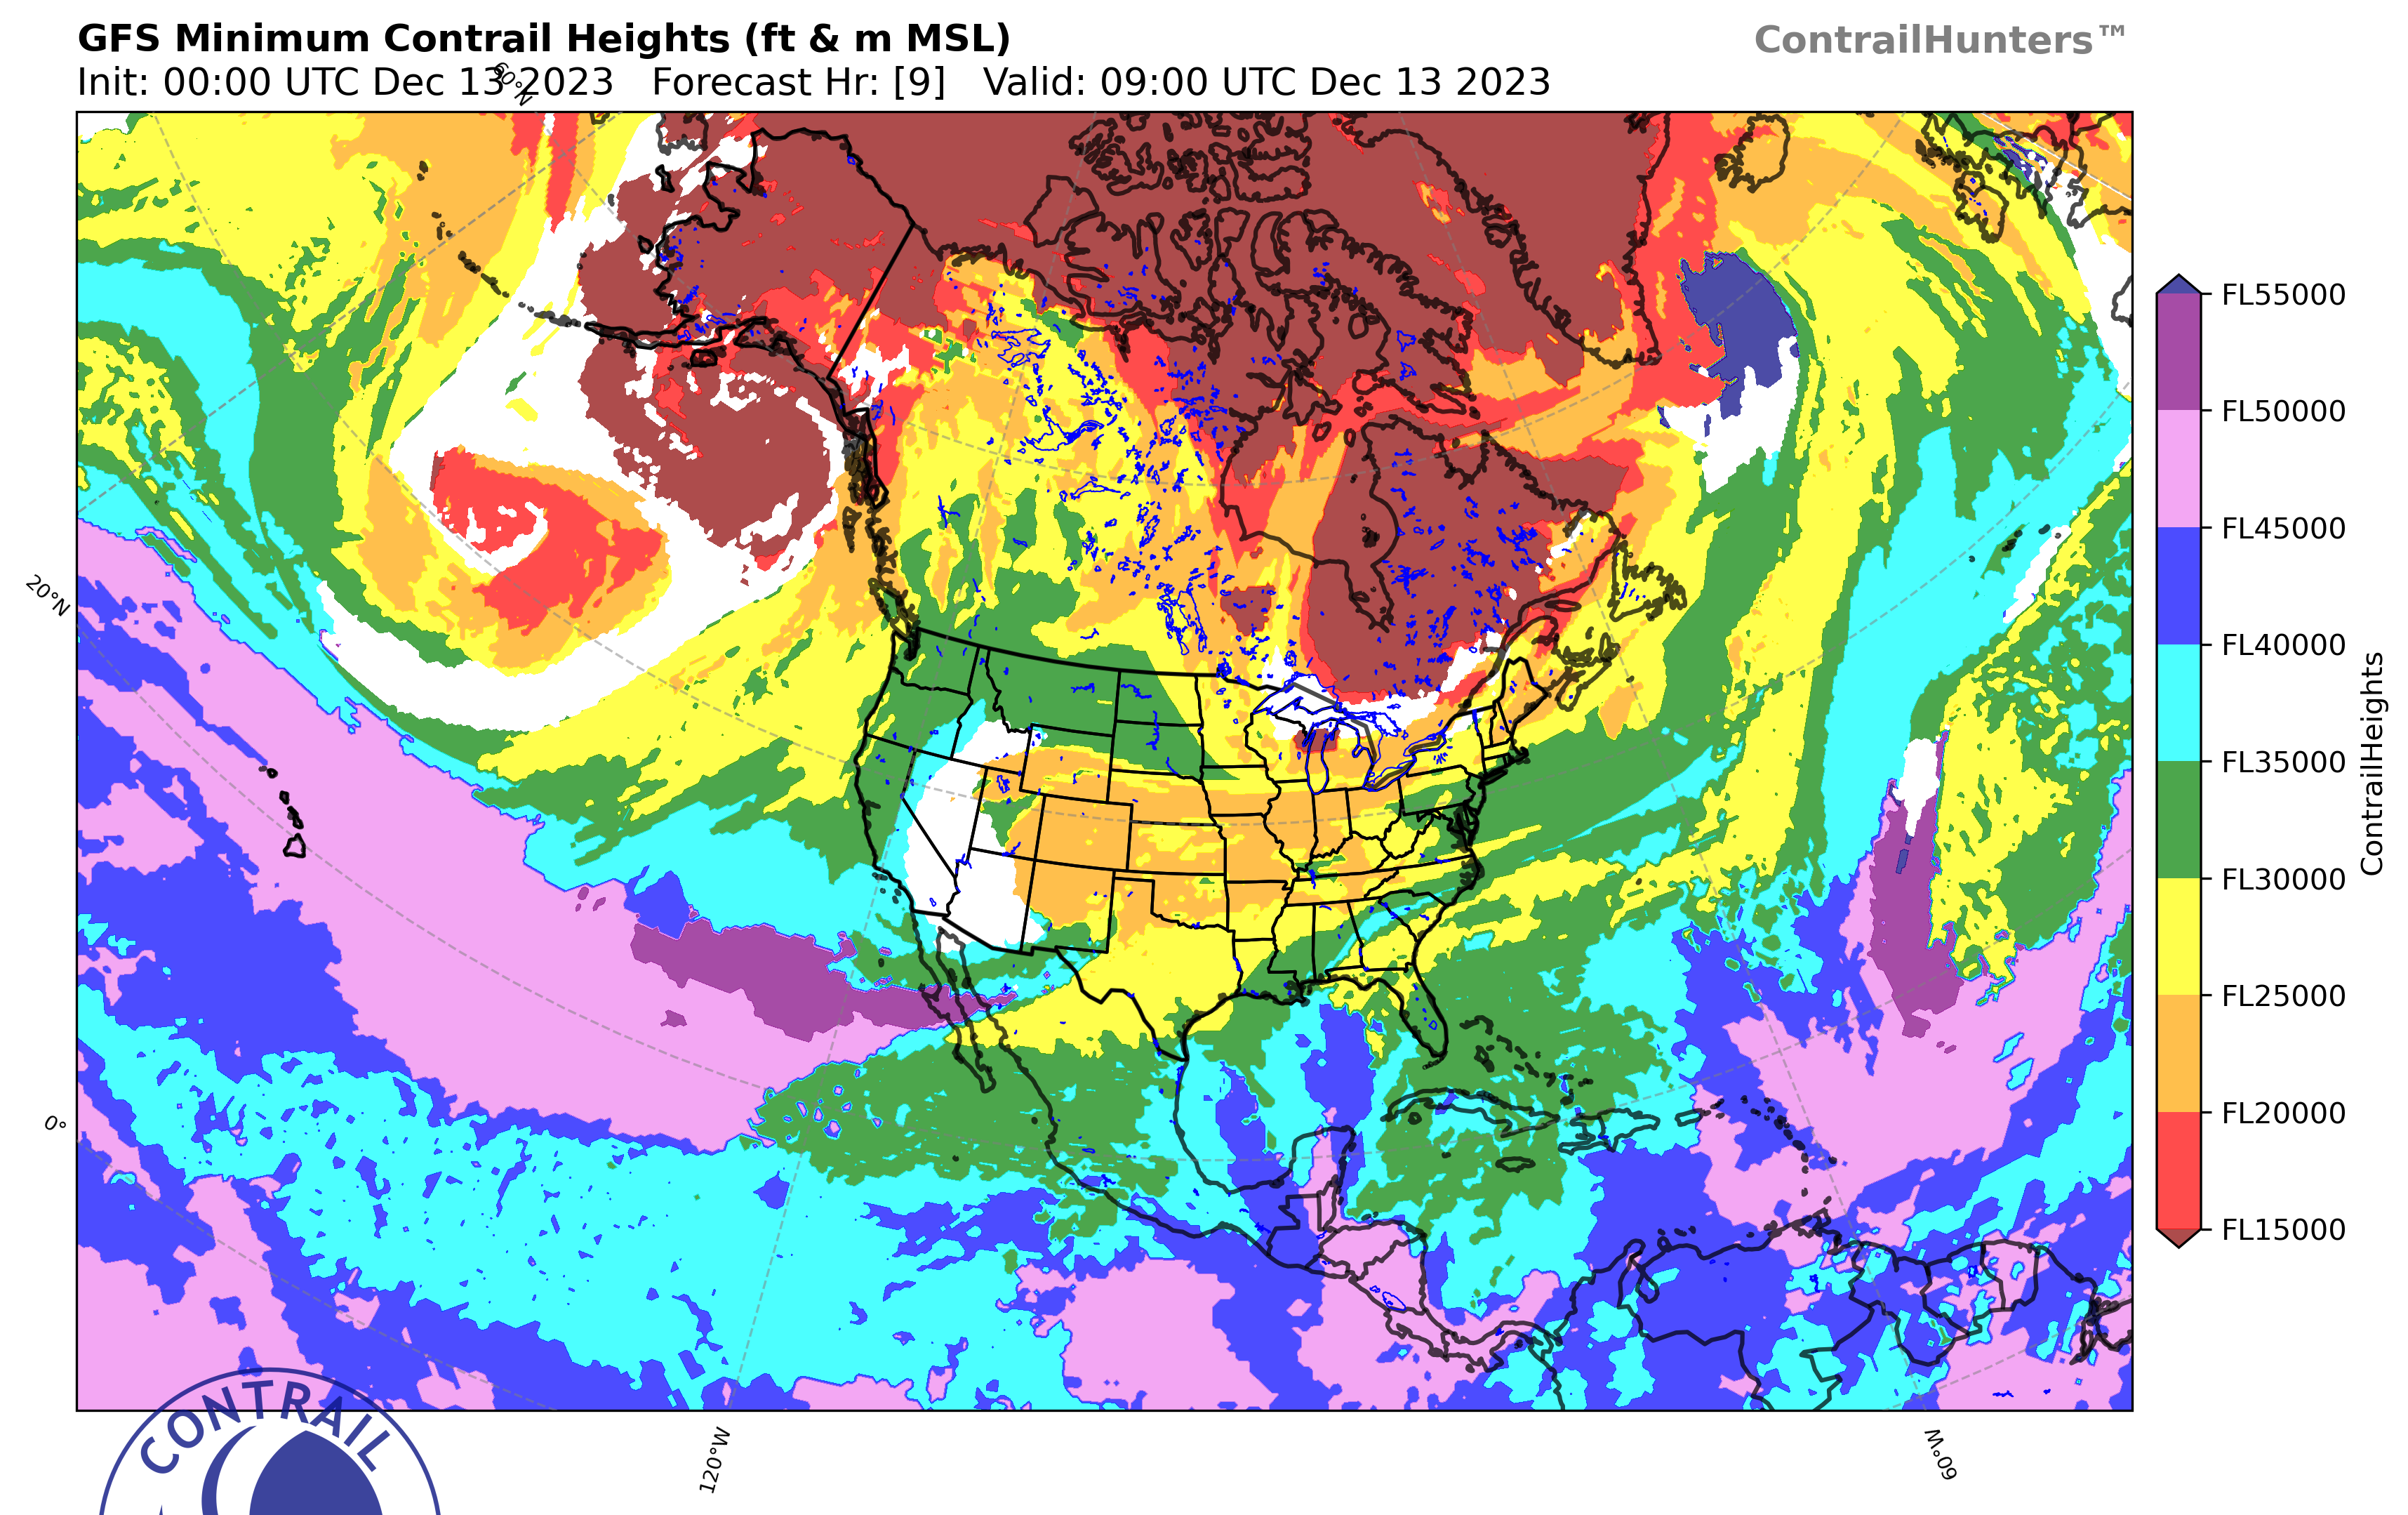 GFS Minimum Contrail Heights (ft & m MSL)
ContrailHunters™
Init: 00:00 UTC Dec 13 2023 Forecast Hr: [9] Valid: 09:00 UTC Dec 13 2023
60°N
20°N
0°
120°W
60°W
FL55000
FL50000
FL45000
FL40000
FL35000
FL30000
FL25000
FL20000
FL15000
ContrailHeights
CONTRAIL